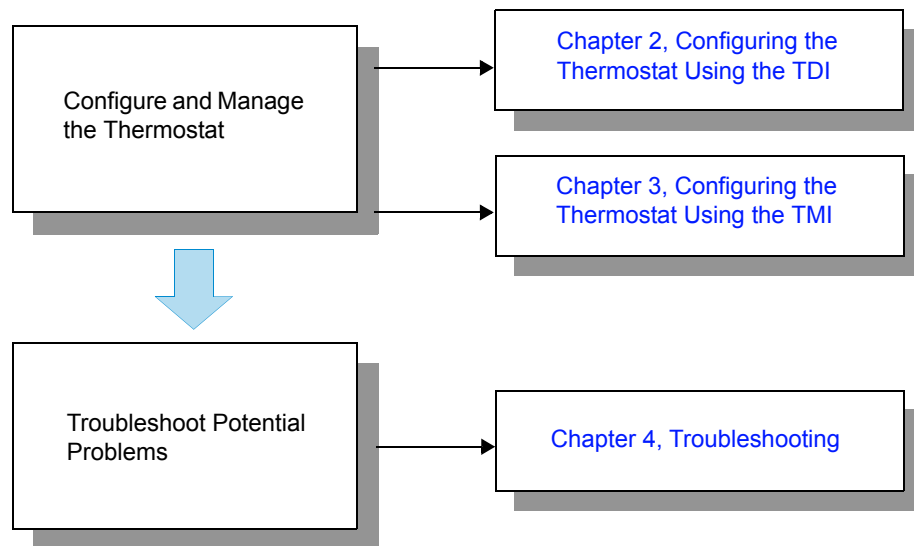 Configure and Manage
the Thermostat
Chapter 2, Configuring the
Thermostat Using the TDI
Chapter 3, Configuring the
Thermostat Using the TMI
Troubleshoot Potential
Problems
Chapter 4, Troubleshooting